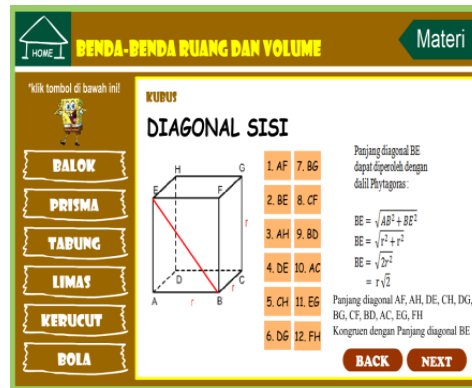 HOME
BENDA-BENDA RUANG DAN VOLUME
Materi
*klik tombol di bawah ini!
BALOK
PRISMA
TABUNG
LIMAS
KERUCUT
BOLA
KUBUS
DIAGONAL SISI
H
G
E
F
r
D
C
A
r
B
r
1. AF 7. BG
2. BE 8. CF
3. AH 9. BD
4. DE 10. AC
5. CH 11. EG
6. DG 12. FH
Panjang diagonal BE
dapat diperoleh dengan
dalil Phytagoras :
BE = √AB² + BE²
BE = √r² + r²
BE = √2r²
= r√2
Panjang diagonal AF, AH, DE, CH, DG,
BG, CF, BD, AC, EG, FH
Kongruen dengan Panjang diagonal BE
BACK
NEXT